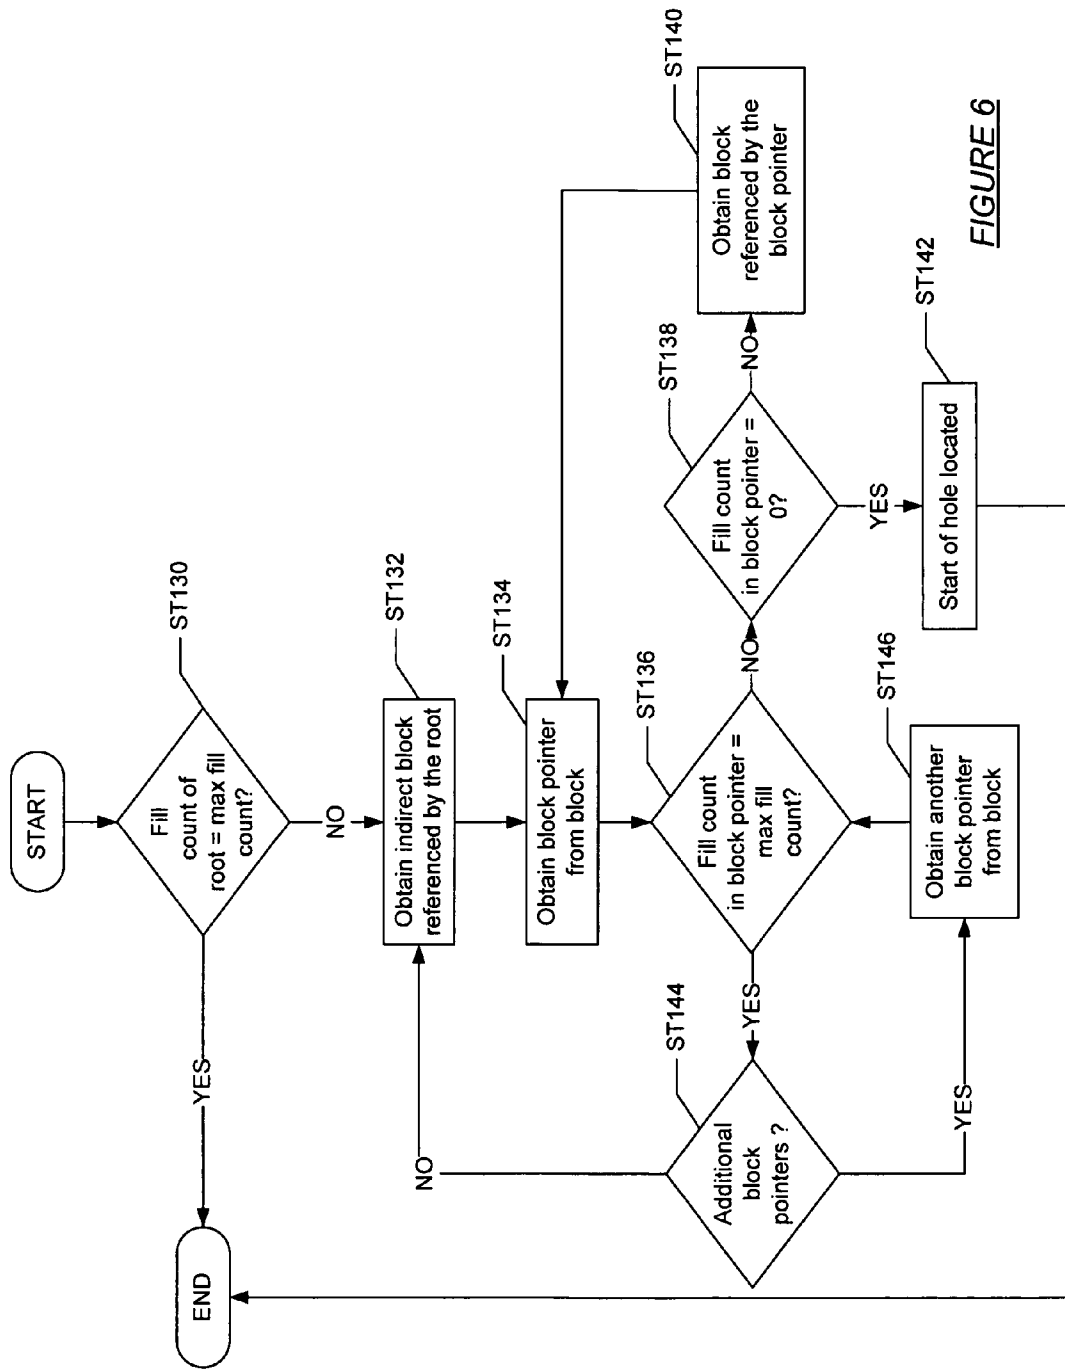 START
Fill
count of
root = max fill
count?
ST130
YES
END
NO
Obtain indirect block
referenced by the root
ST132
Obtain block pointer
from block
ST134
Fill count
in block pointer =
max fill
count?
ST136
NO
Fill count
in block pointer =
0?
ST138
NO
Obtain block
referenced by the
block pointer
ST140
YES
Start of hole located
ST142
YES
Additional
block
pointers ?
ST144
NO
YES
Obtain another
block pointer
from block
ST146
FIGURE 6